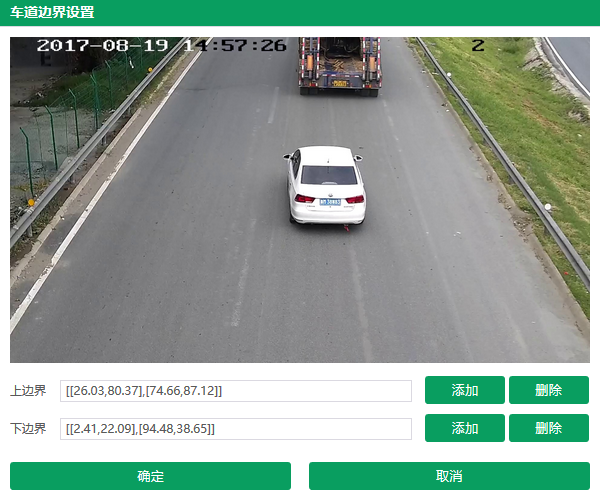 车道边界设置
2017-08-19 14:57:26 2
上边界 [[26.03,80.37],[74.66,87.12]] 添加 删除
下边界 [[2.41,22.09],[94.48,38.65]] 添加 删除
确定 取消